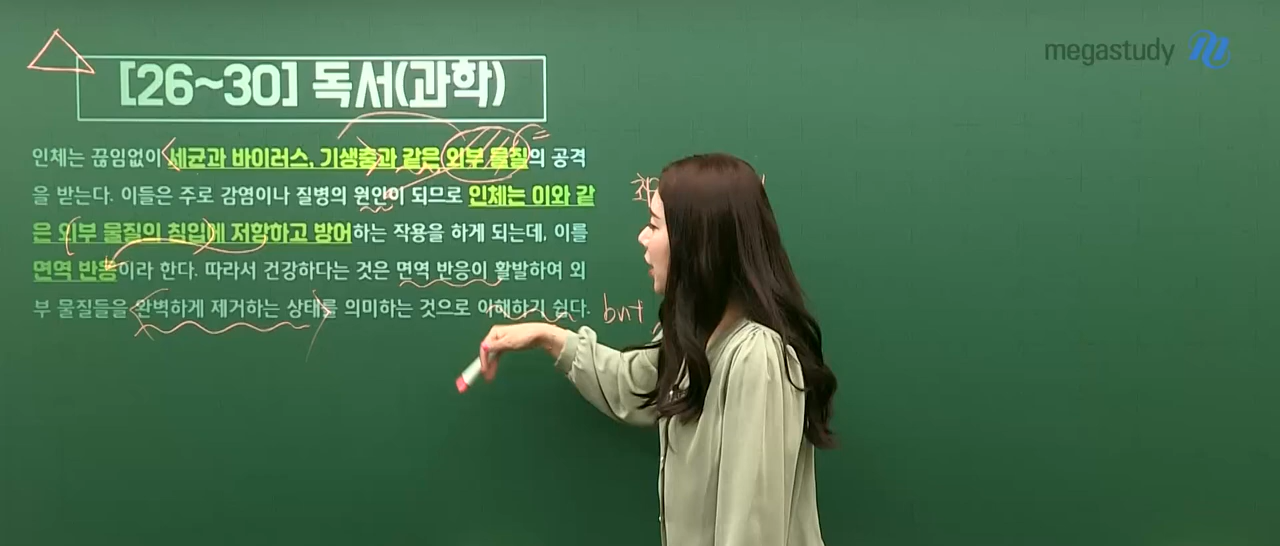 megastudy
[26~30] 독서(과학)
인체는 끊임없이 세균과 바이러스, 기생충과 같은 외부 물질의 공격
을 받는다. 이들은 주로 감염이나 질병의 원인이 되므로 인체는 이와 같
은 외부 물질의 침입에 저항하고 방어하는 작용을 하게 되는데, 이를
면역 반응이라 한다. 따라서 건강하다는 것은 면역 반응이 활발하여 외
부 물질들을 완벽하게 제거하는 상태를 의미하는 것으로 이해하기 쉽다.
but